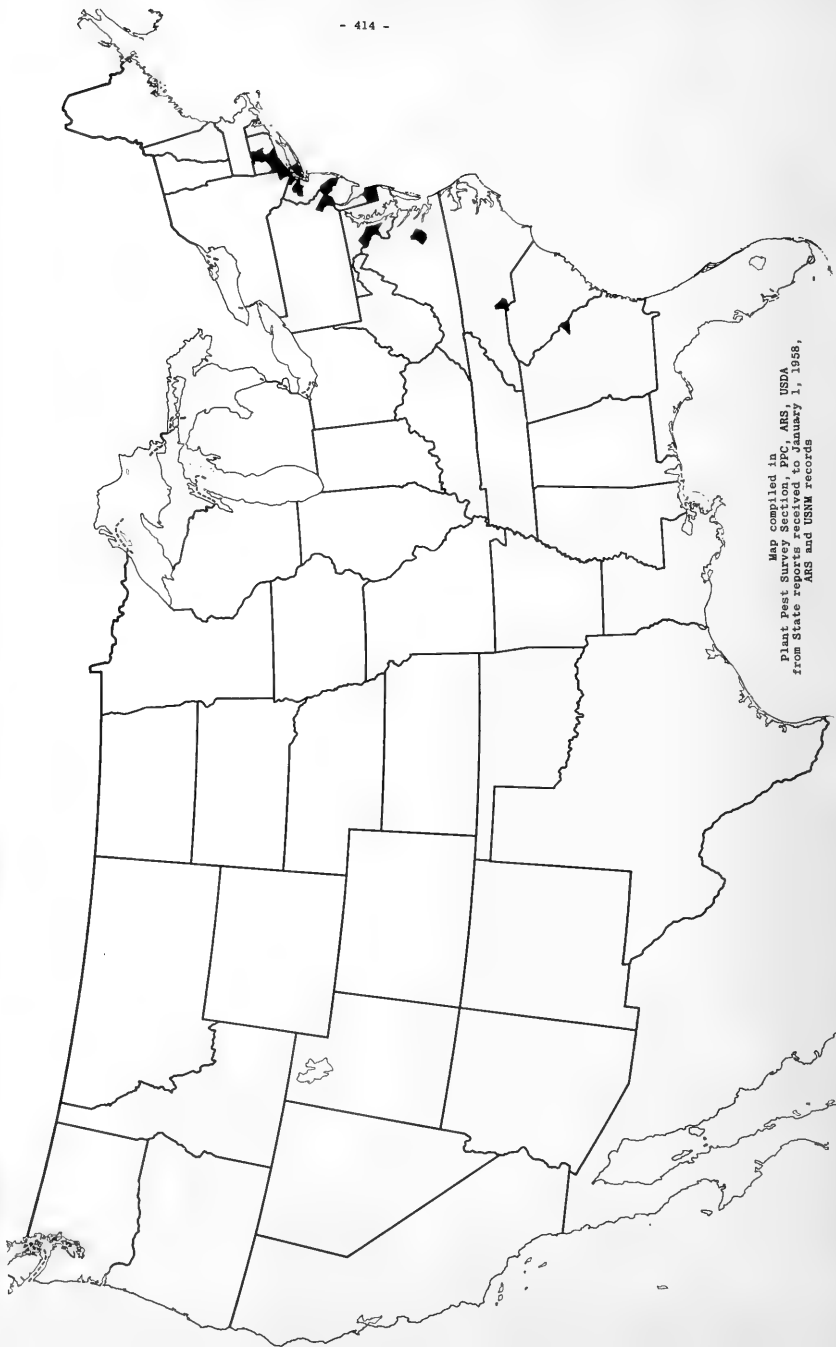 - 414 -
Map compiled in
Plant Pest Survey Section, PPC, ARS, USDA
from State reports received to January 1, 1958,
ARS and USNM records